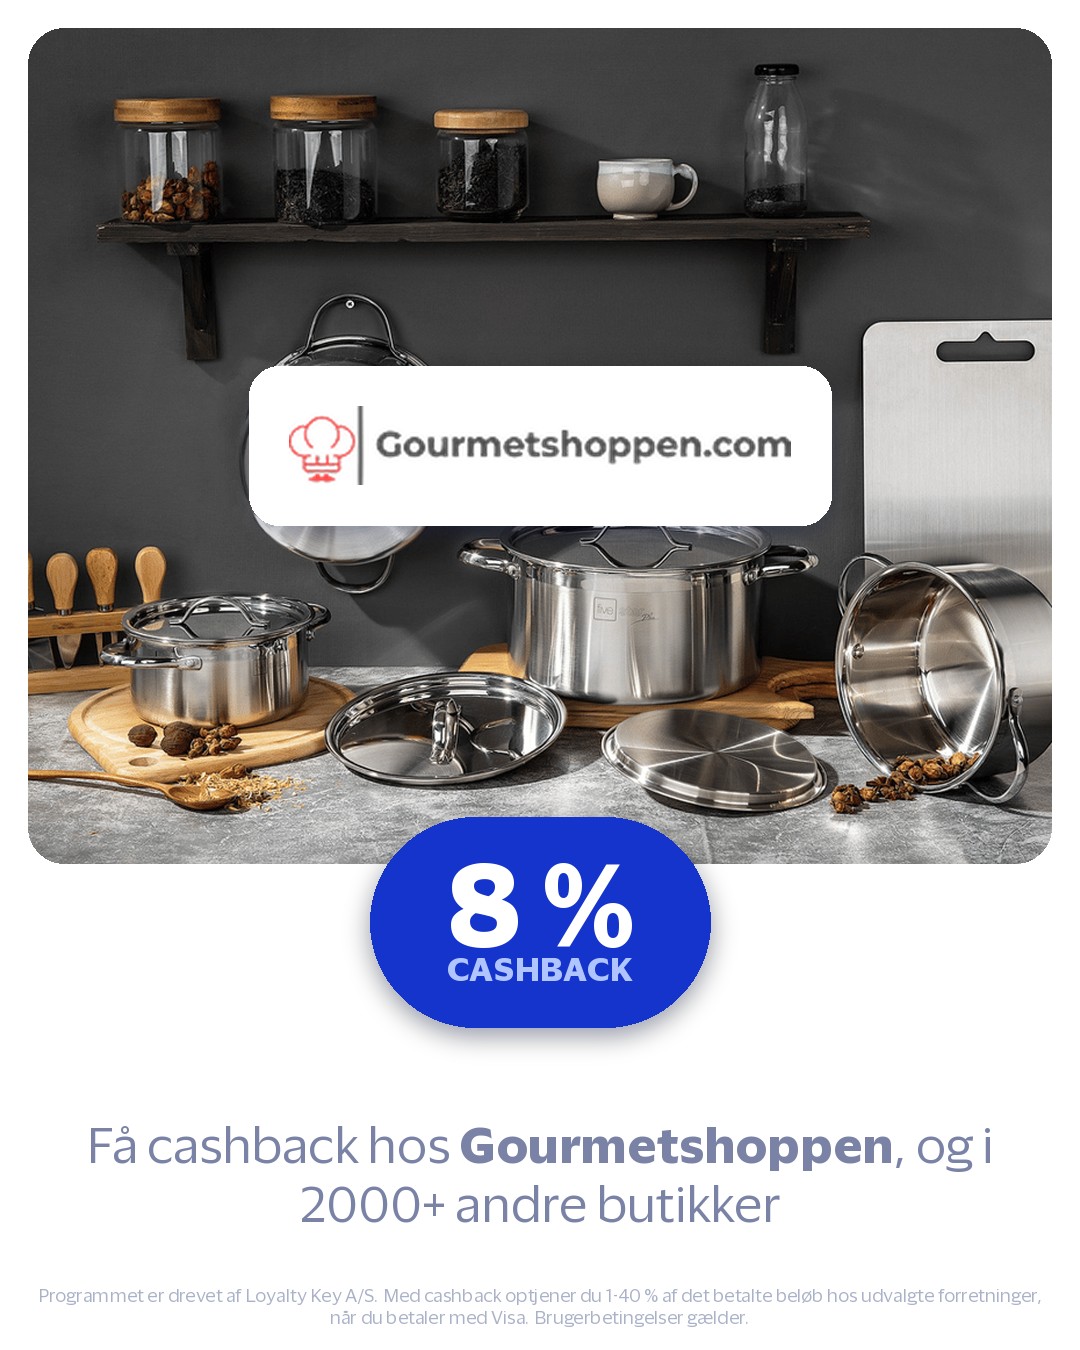 Gourmetshoppen.com
8 %
CASHBACK
Få cashback hos Gourmetshoppen, og i
2000+ andre butikker
Programmet er drevet af Loyalty Key A/S. Med cashback optjener du 1-40 % af det betalte beløb hos udvalgte forretninger,
når du betaler med Visa. Brugerbetingelser gælder.